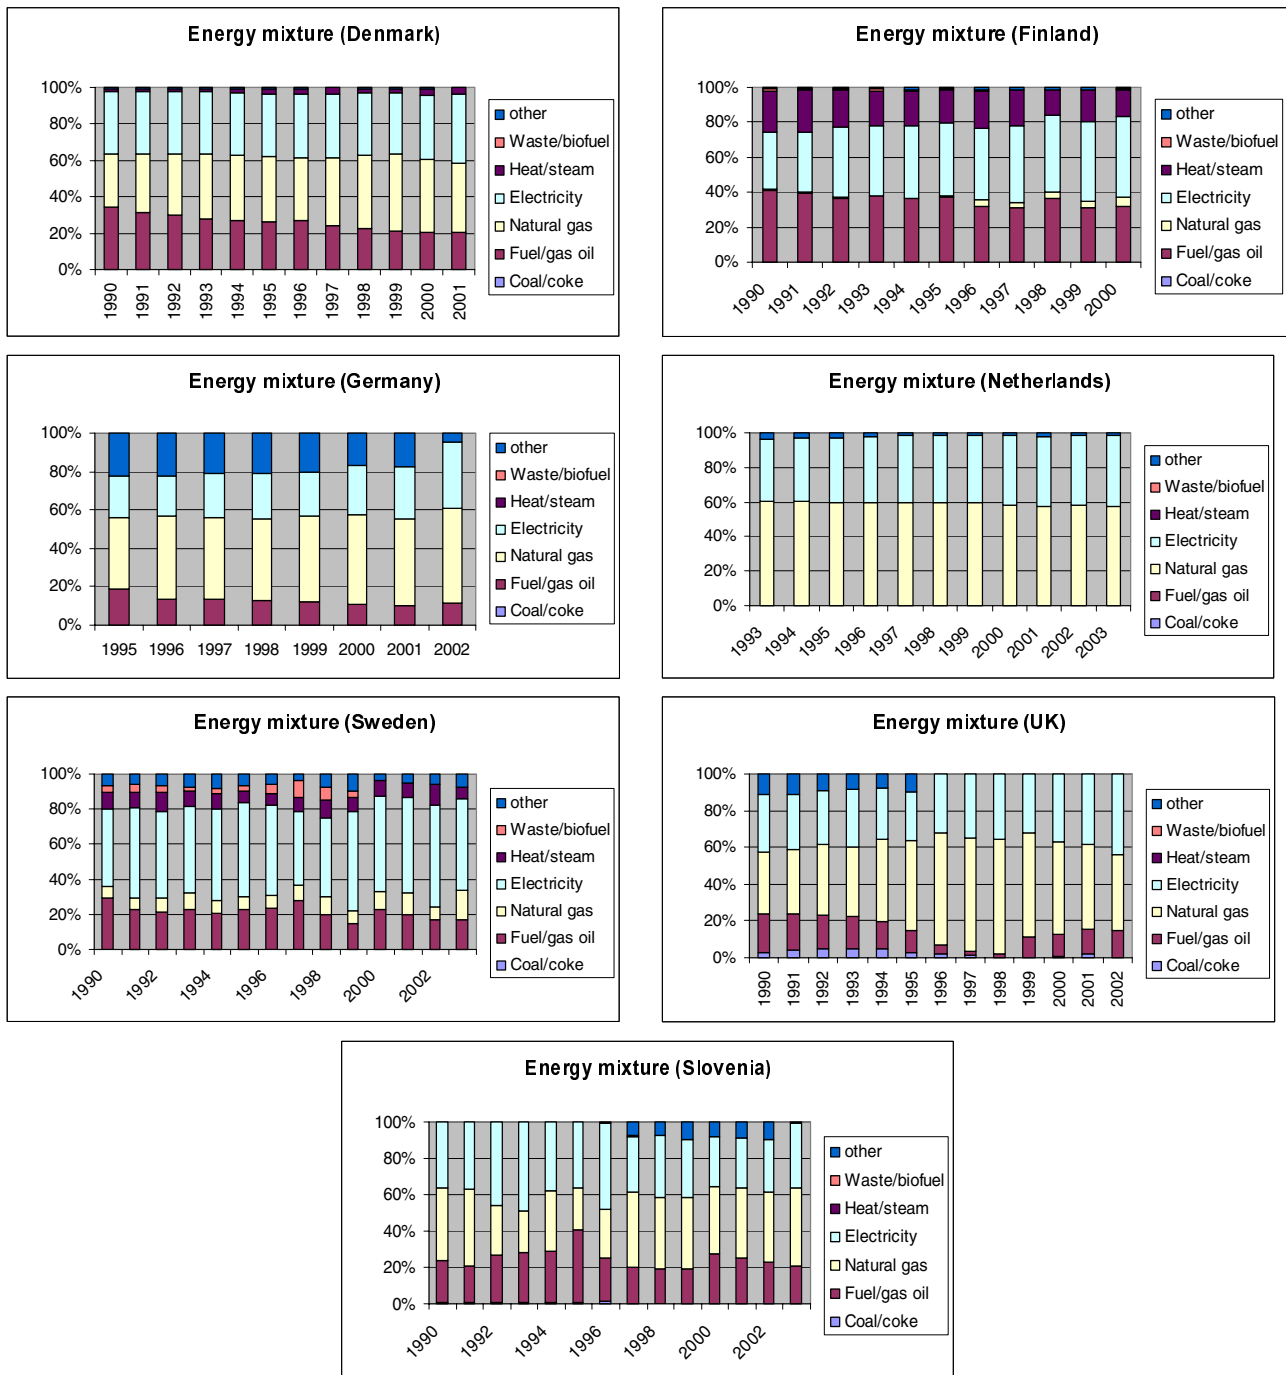 Energy mixture (Denmark)
100%
80%
60%
40%
20%
0%
1990
1991
1992
1993
1994
1995
1996
1997
1998
1999
2000
2001
other
Waste/biofuel
Heat/steam
Electricity
Natural gas
Fuel/gas oil
Coal/coke
Energy mixture (Finland)
100%
80%
60%
40%
20%
0%
1990
1991
1992
1993
1994
1995
1996
1997
1998
1999
2000
other
Waste/biofuel
Heat/steam
Electricity
Natural gas
Fuel/gas oil
Coal/coke
Energy mixture (Germany)
100%
80%
60%
40%
20%
0%
1995 1996 1997 1998 1999 2000 2001 2002
other
Waste/biofuel
Heat/steam
Electricity
Natural gas
Fuel/gas oil
Coal/coke
Energy mixture (Netherlands)
100%
80%
60%
40%
20%
0%
1993
1994
1995
1996
1997
1998
1999
2000
2001
2002
2003
other
Waste/biofuel
Heat/steam
Electricity
Natural gas
Fuel/gas oil
Coal/coke
Energy mixture (Sweden)
100%
80%
60%
40%
20%
0%
1990
1992
1994
1996
1998
2000
2002
other
Waste/biofuel
Heat/steam
Electricity
Natural gas
Fuel/gas oil
Coal/coke
Energy mixture (UK)
100%
80%
60%
40%
20%
0%
1990
1991
1992
1993
1994
1995
1996
1997
1998
1999
2000
2001
2002
other
Waste/biofuel
Heat/steam
Electricity
Natural gas
Fuel/gas oil
Coal/coke
Energy mixture (Slovenia)
100%
80%
60%
40%
20%
0%
1990
1992
1994
1996
1998
2000
2002
other
Waste/biofuel
Heat/steam
Electricity
Natural gas
Fuel/gas oil
Coal/coke